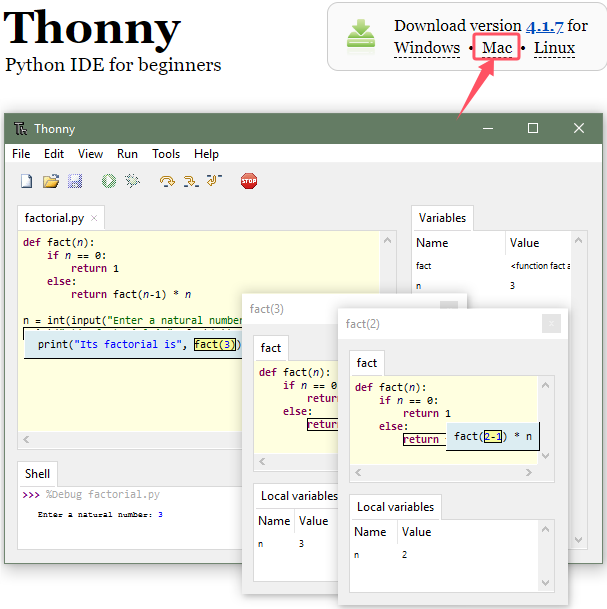 Thonny
Python IDE for beginners
Download version 4.1.7 for
Windows • Mac • Linux
Thonny
File Edit View Run Tools Help
STOP
factorial.py ×
def fact(n):
    if n == 0:
        return 1
    else:
        return fact(n-1) * n
n = int(input("Enter a natural number
print("Its factorial is", fact(3))
Shell
>>> %Debug factorial.py
Enter a natural number: 3
Variables
Name Value
fact <function fact a
n 3
fact(3)
fact
def fact(n):
    if n == 0:
        retur
    else:
        return
Local variables
Name Value
n 3
fact(2)
fact
def fact(n):
    if n == 0:
        return 1
    else:
        return
fact(2-1) * n
Local variables
Name Value
n 2